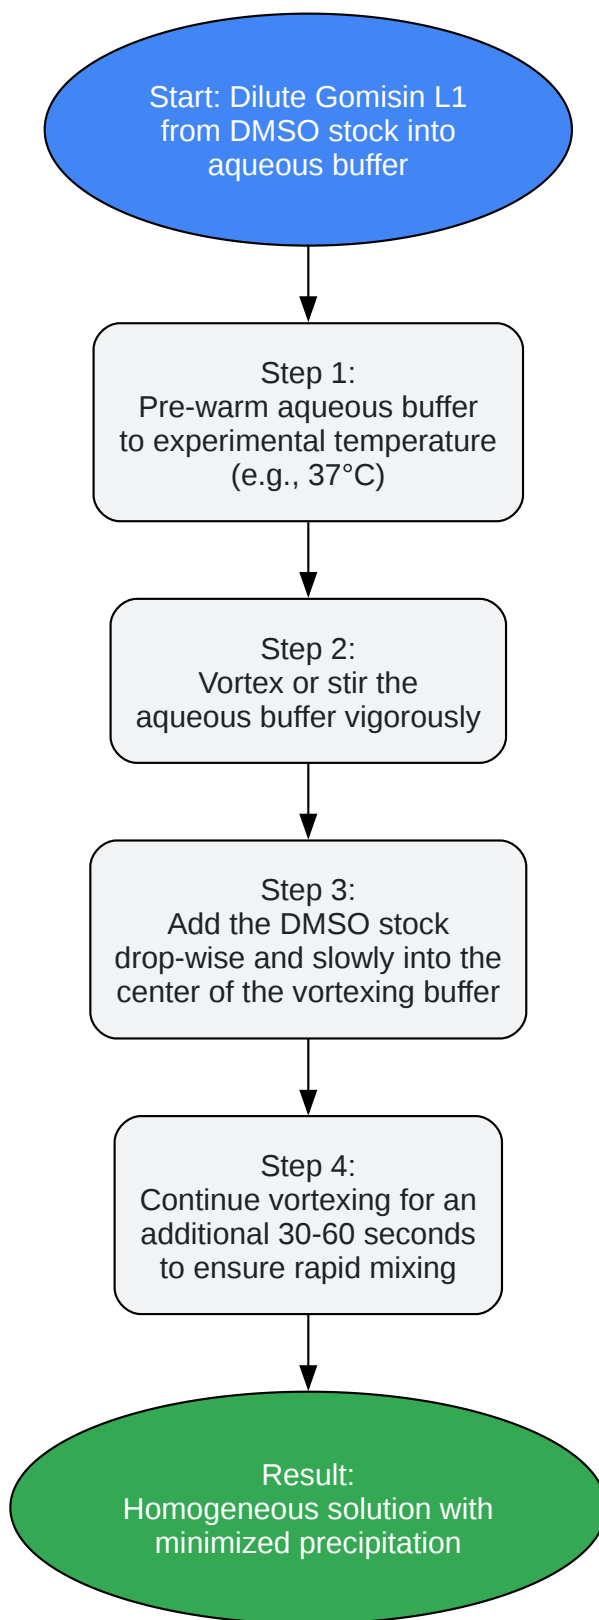 Start: Dilute Gomisin L1
from DMSO stock into
aqueous buffer
Step 1:
Pre-warm aqueous buffer
to experimental temperature
(e.g., 37°C)
Step 2:
Vortex or stir the
aqueous buffer vigorously
Step 3:
Add the DMSO stock
drop-wise and slowly into the
center of the vortexing buffer
Step 4:
Continue vortexing for an
additional 30-60 seconds
to ensure rapid mixing
Result:
Homogeneous solution with
minimized precipitation